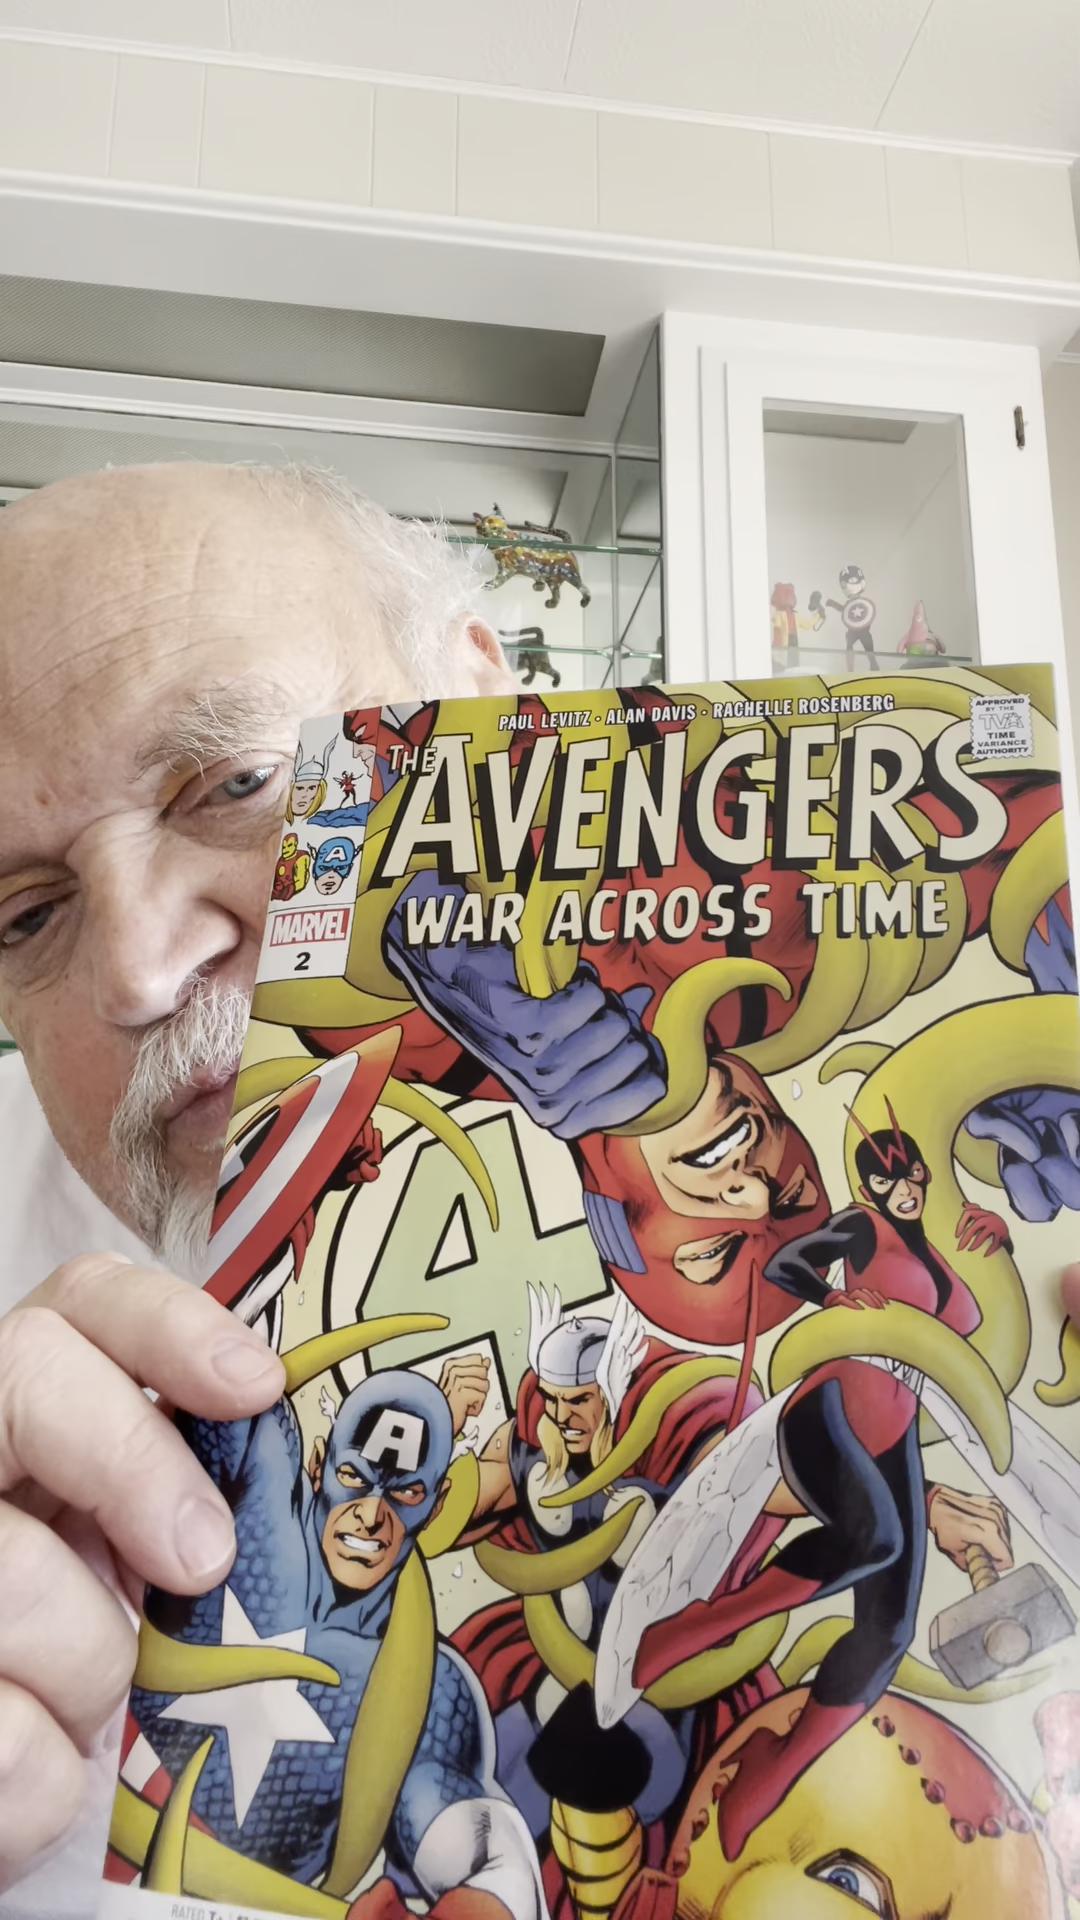 PAUL LEVITZ • ALAN DAVIS • RACHELLE ROSENBERG
APPROVED
BY THE
TVA
TIME
VARIANCE
AUTHORITY
THE
AVENGERS
WAR ACROSS TIME
MARVEL
2
A
A
A
W
RATED T+